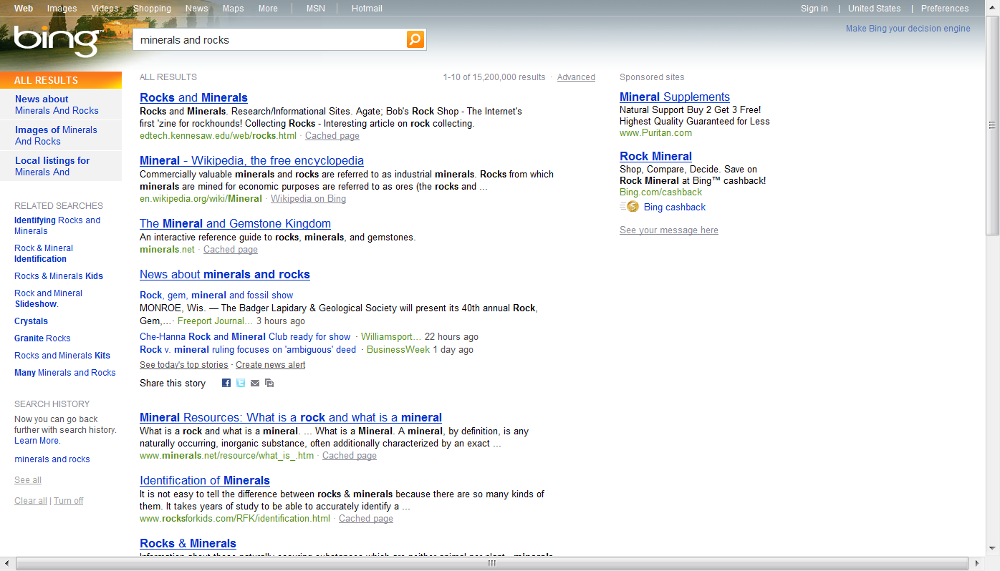 Web Images Videos Shopping News Maps More | MSN | Hotmail
Sign in | United States | Preferences
bing™
minerals and rocks
Make Bing your decision engine
ALL RESULTS
News about
Minerals And Rocks
Images of Minerals
And Rocks
Local listings for
Minerals And
RELATED SEARCHES
Identifying Rocks and
Minerals
Rock & Mineral
Identification
Rocks & Minerals Kids
Rock and Mineral
Slideshow.
Crystals
Granite Rocks
Rocks and Minerals Kits
Many Minerals and Rocks
SEARCH HISTORY
Now you can go back
further with search history.
Learn More.
minerals and rocks
See all
Clear all | Turn off
ALL RESULTS
1-10 of 15,200,000 results · Advanced
Rocks and Minerals
Rocks and Minerals. Research/Informational Sites. Agate; Bob's Rock Shop - The Internet's
first 'zine for rockhounds! Collecting Rocks - Interesting article on rock collecting.
edtech.kennesaw.edu/web/rocks.html · Cached page
Mineral - Wikipedia, the free encyclopedia
Commercially valuable minerals and rocks are referred to as industrial minerals. Rocks from which
minerals are mined for economic purposes are referred to as ores (the rocks and ...
en.wikipedia.org/wiki/Mineral · Wikipedia on Bing
The Mineral and Gemstone Kingdom
An interactive reference guide to rocks, minerals, and gemstones.
minerals.net · Cached page
News about minerals and rocks
Rock, gem, mineral and fossil show
MONROE, Wis. — The Badger Lapidary & Geological Society will present its 40th annual Rock,
Gem,...· Freeport Journal... 3 hours ago
Che-Hanna Rock and Mineral Club ready for show · Williamsport... 22 hours ago
Rock v. mineral ruling focuses on 'ambiguous' deed · BusinessWeek 1 day ago
See today's top stories · Create news alert
Share this story
Mineral Resources: What is a rock and what is a mineral
What is a rock and what is a mineral. ... What is a Mineral. A mineral, by definition, is any
naturally occurring, inorganic substance, often additionally characterized by an exact ...
www.minerals.net/resource/what_is_.htm · Cached page
Identification of Minerals
It is not easy to tell the difference between rocks & minerals because there are so many kinds of
them. It takes years of study to be able to accurately identify a ...
www.rocksforkids.com/RFK/identification.html · Cached page
Rocks & Minerals
Information about these naturally occuring substances which are neither animal nor plant - minerals
Sponsored sites
Mineral Supplements
Natural Support Buy 2 Get 3 Free!
Highest Quality Guaranteed for Less
www.Puritan.com
Rock Mineral
Shop, Compare, Decide. Save on
Rock Mineral at Bing™ cashback!
Bing.com/cashback
Bing cashback
See your message here